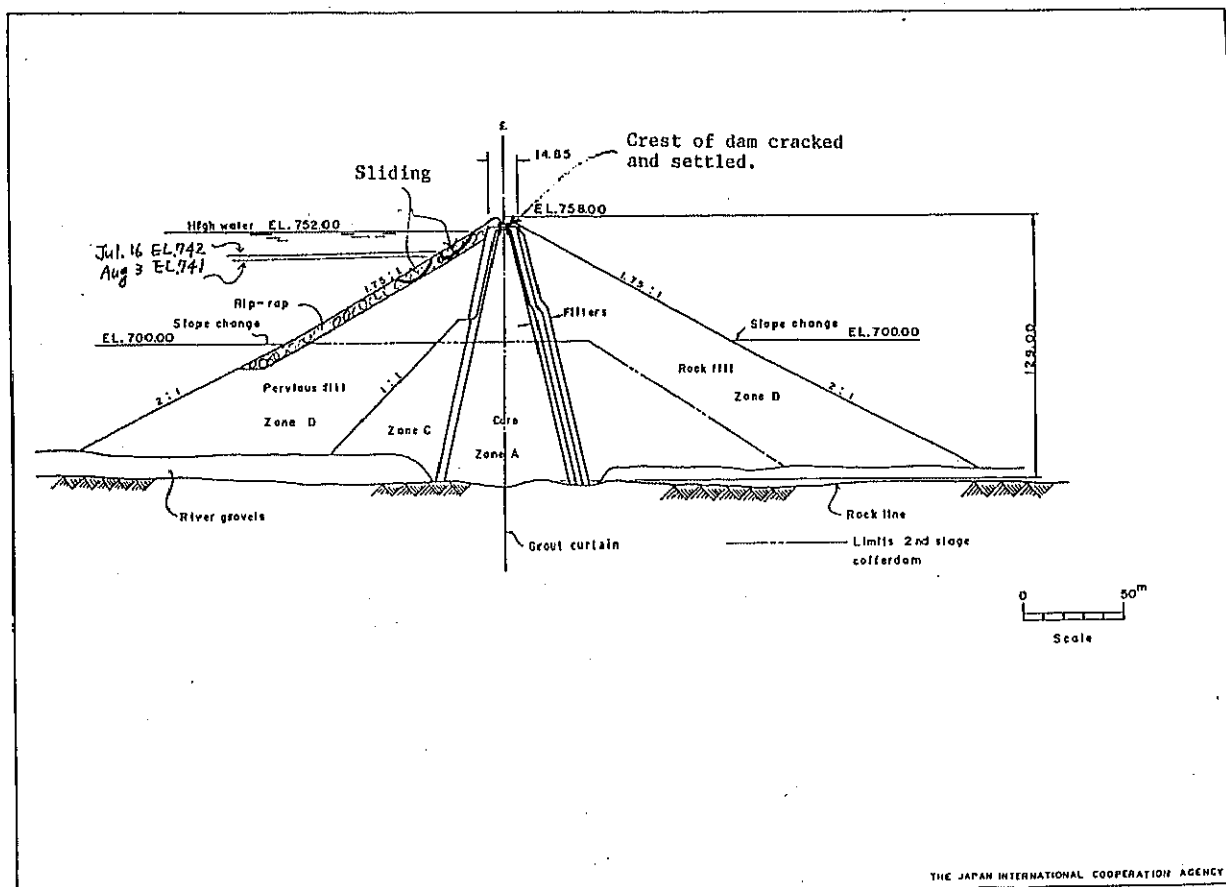 £
14.85
Crest of dam cracked
and settled.
Sliding
EL.758.00
High water EL.752.00
Jul. 16 EL.742
Aug 3 EL.741
1.75:1
1.75:1
Rip-rap
Filters
Slope change
Slope change
EL.700.00
EL.700.00
129.00
2:1
Pervious fill
1:1
Rock fill
2:1
Zone D
Zone C
Core
Zone D
Zone A
River gravels
Rock line
Grout curtain
Limits 2nd stage
cofferdam
0 50m
Scale
THE JAPAN INTERNATIONAL COOPERATION AGENCY